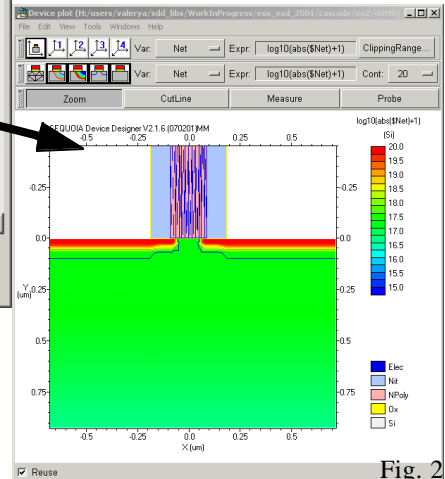 Device plot (H:/users/valerya/sdd_libs/WorkInProgress/eos_esd_2001/cascode/ex2/d0M0)
File Edit View Tools Windows Help
1 2 3 4 Var: Net Expr: log10(abs($Net)+1) ClippingRange...
Var: Net Expr: log10(abs($Net)+1) Cont: 20
Zoom CutLine Measure Probe
SEQUOIA Device Designer V2.1.6 (070201)MM
-0.5 -0.25 0.0 0.25 0.5
log10(abs($Net)+1)
(Si)
20.0
19.5
19.0
18.5
18.0
17.5
17.0
16.5
16.0
15.5
15.0
-0.25 -0.25
0.0 0.0
Y
(um) 0.25 0.25
0.5 0.5
0.75 0.75
-0.5 -0.25 0.0 0.25 0.5
X (um)
Elec
Nit
NPoly
Ox
Si
Reuse
Fig. 2